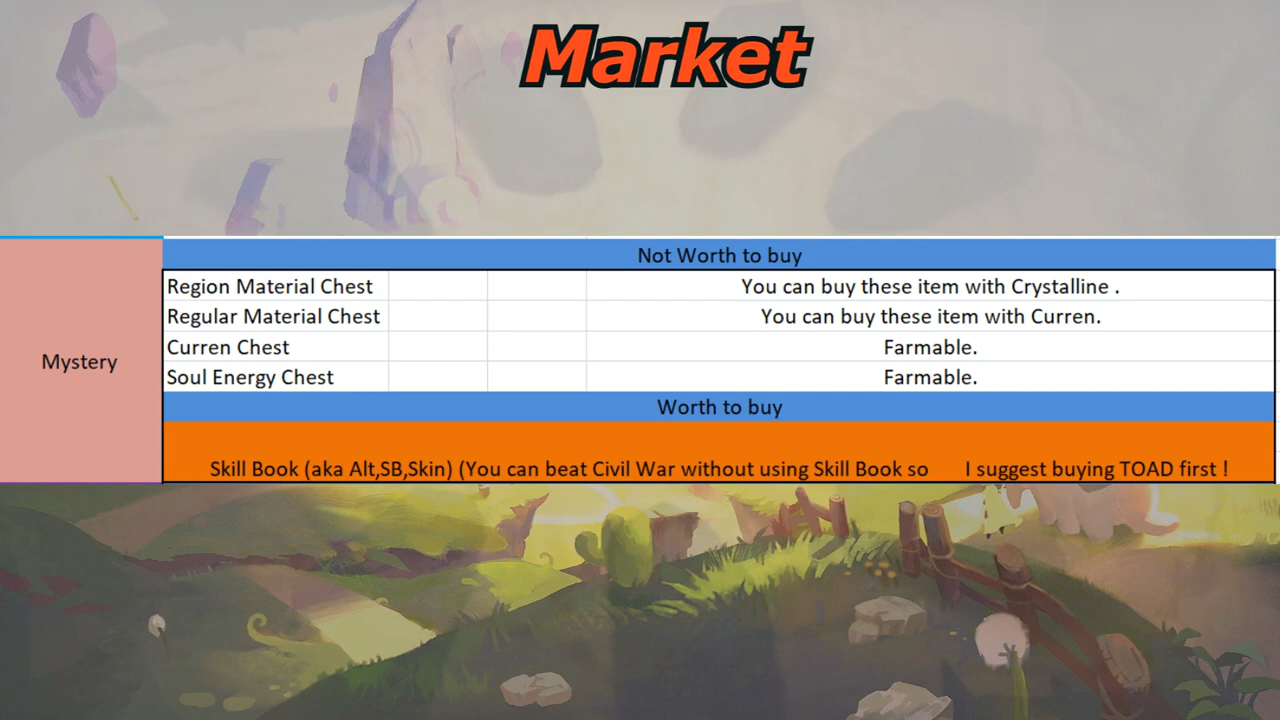 Market
Not Worth to buy
Mystery
Region Material Chest You can buy these item with Crystalline .
Regular Material Chest You can buy these item with Curren.
Curren Chest Farmable.
Soul Energy Chest Farmable.
Worth to buy
Skill Book (aka Alt,SB,Skin) (You can beat Civil War without using Skill Book so I suggest buying TOAD first !